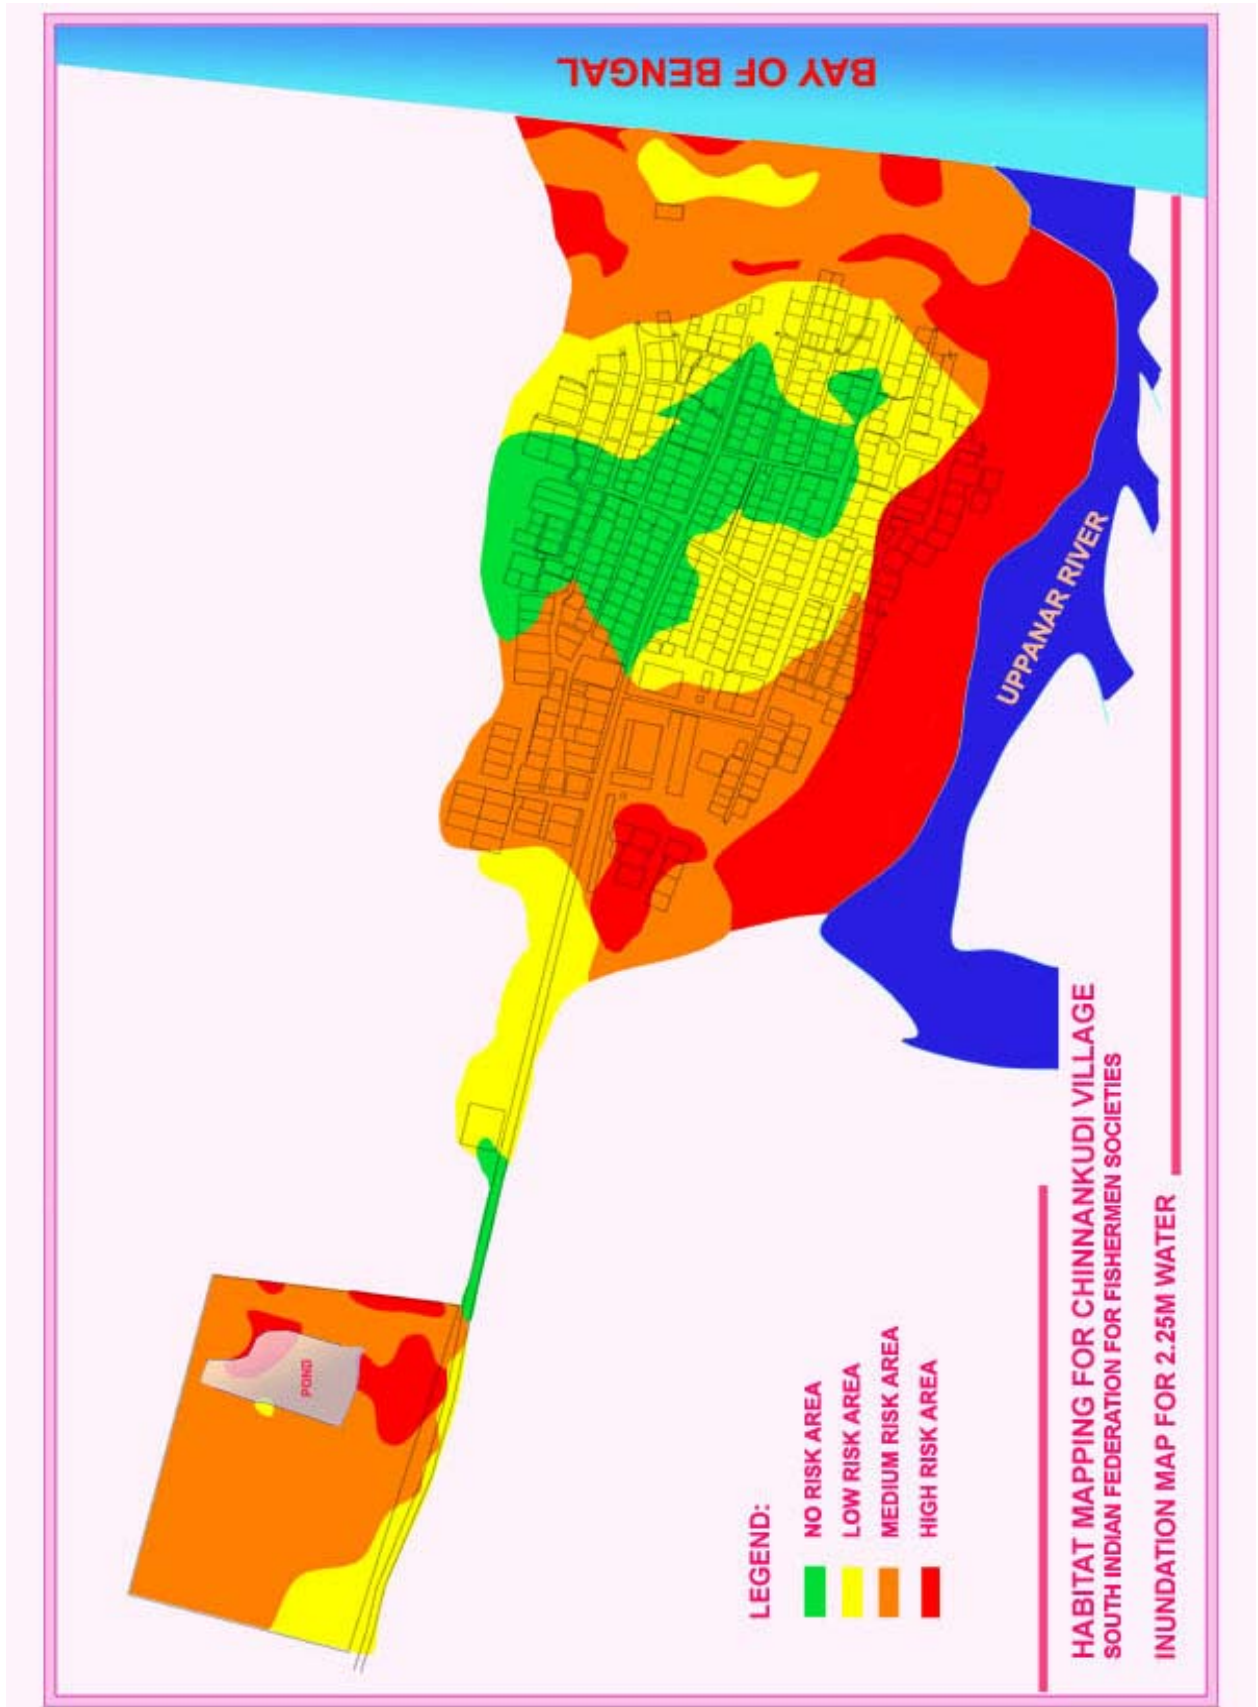 BAY OF BENGAL
UPPANAR RIVER
POND
LEGEND:
NO RISK AREA
LOW RISK AREA
MEDIUM RISK AREA
HIGH RISK AREA
HABITAT MAPPING FOR CHINNANKUDI VILLAGE
SOUTH INDIAN FEDERATION FOR FISHERMEN SOCIETIES
INUNDATION MAP FOR 2.25M WATER